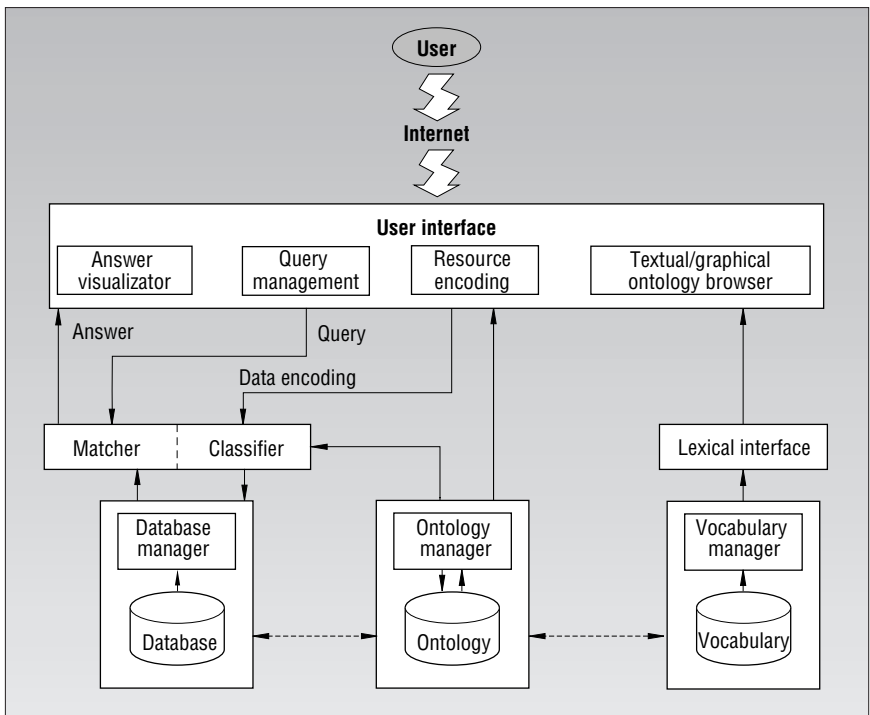 User
Internet
User interface
Answer
visualizator
Query
management
Resource
encoding
Textual/graphical
ontology browser
Answer
Query
Data encoding
Matcher
Classifier
Lexical interface
Database
manager
Ontology
manager
Vocabulary
manager
Database
Ontology
Vocabulary